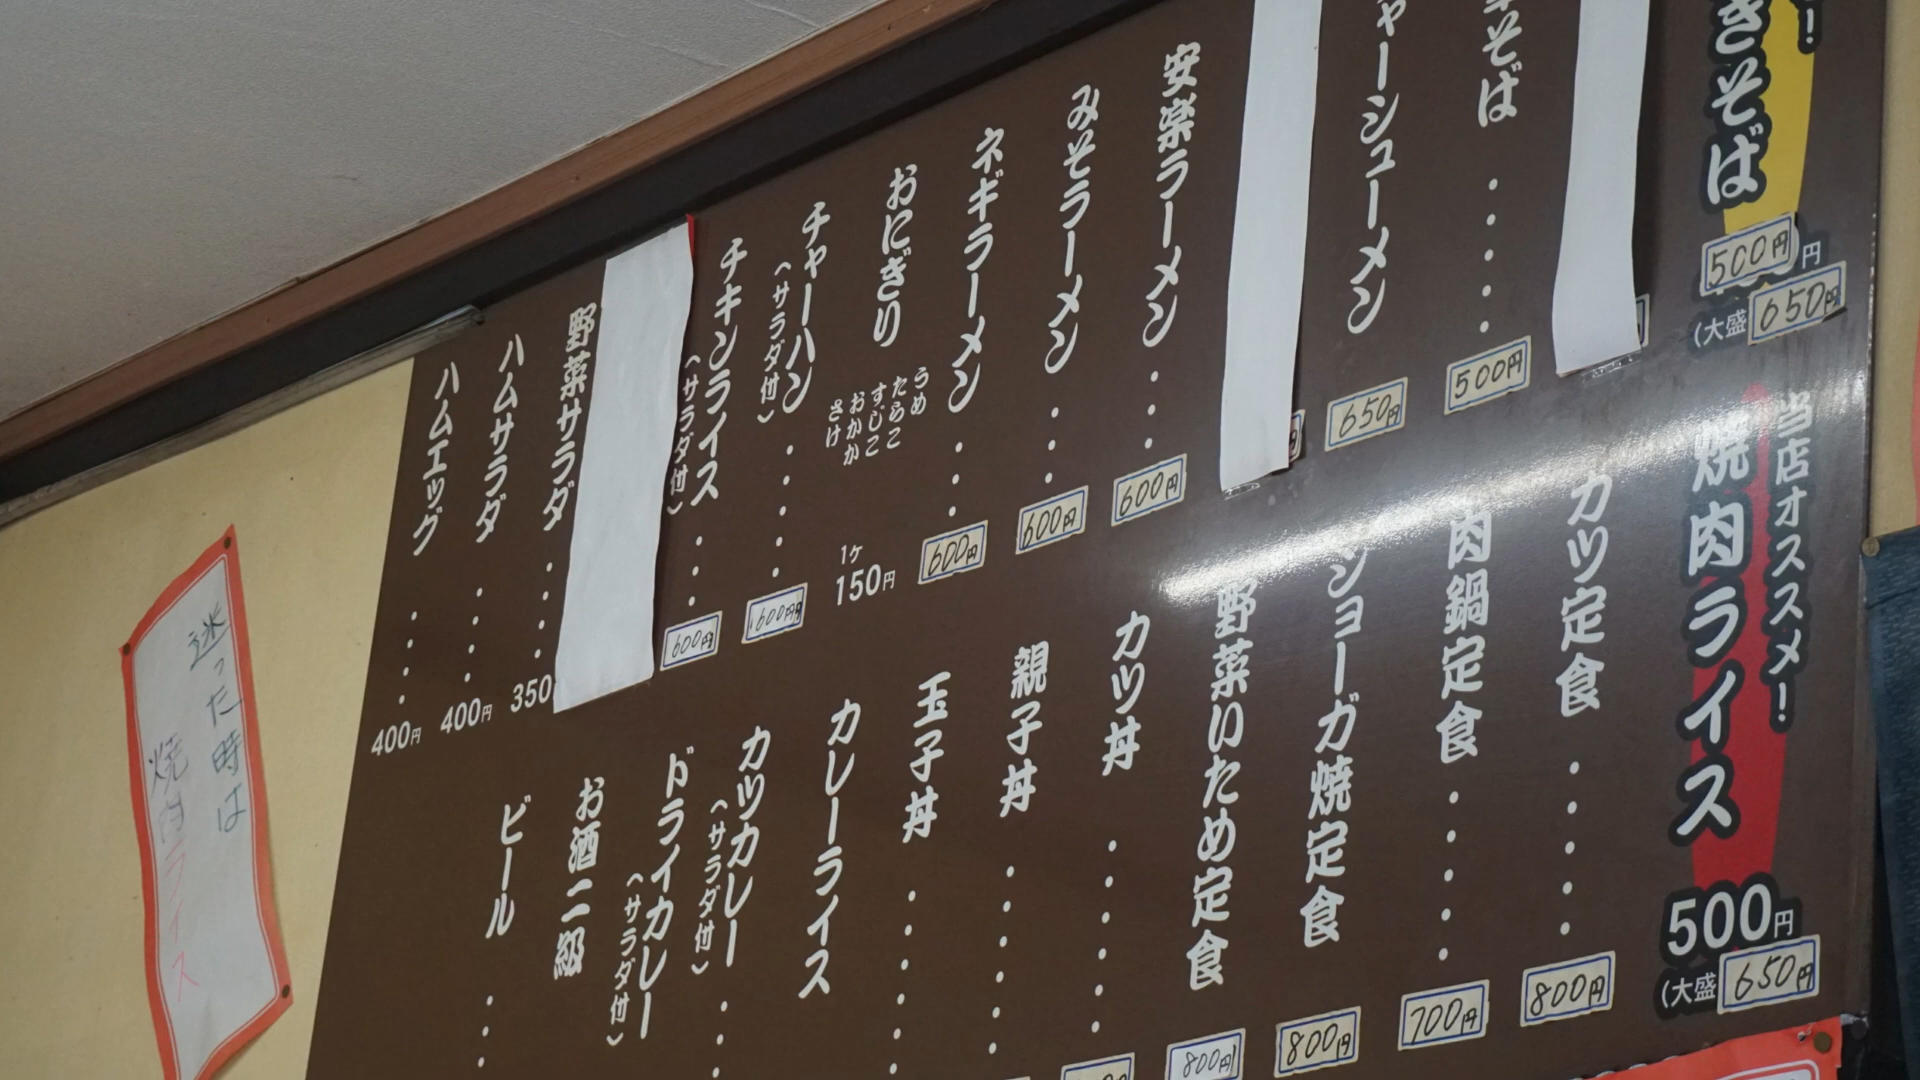 きそば
500円
円
(大盛 650円
そば
500円
ャーシューメン
650円
安楽ラーメン
600円
みそラーメン
600円
ネギラーメン
600円
おにぎり
うめ
たらこ
すじこ
おかか
さけ
1ヶ
150円
チャーハン
(サラダ付)
600円
チキンライス
(サラダ付)
600円
野菜サラダ
350
ハムサラダ
400円
ハムエッグ
400円
当店オススメ!
焼肉ライス
500円
(大盛 650円
カツ定食
800円
肉鍋定食
700円
ショーガ焼定食
800円
野菜いため定食
800円
カツ丼
親子丼
玉子丼
カレーライス
カツカレー
(サラダ付)
ドライカレー
(サラダ付)
お酒二級
ビール
迷った時は
焼肉ライス